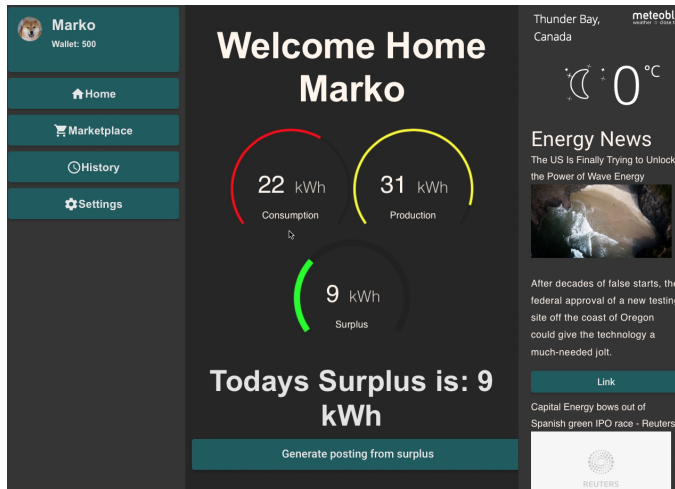 Marko
Wallet: 500
Home
Marketplace
History
Settings
Welcome Home
Marko
22 kWh
Consumption
31 kWh
Production
9 kWh
Surplus
Todays Surplus is: 9
kWh
Generate posting from surplus
Thunder Bay,
Canada
meteobl
0°C
Energy News
The US Is Finally Trying to Unlock
the Power of Wave Energy
After decades of false starts, the
federal approval of a new testing
site off the coast of Oregon
could give the technology a
much-needed jolt.
Link
Capital Energy bows out of
Spanish green IPO race - Reuters
REUTERS